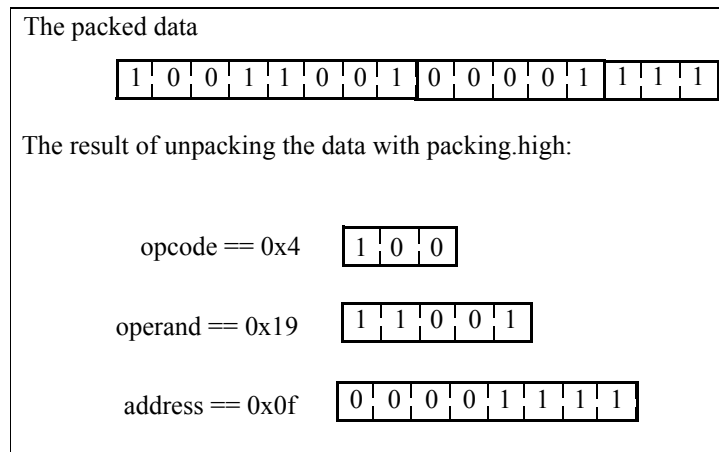 The packed data
1 0 0 1 1 0 0 1 0 0 0 0 1 1 1 1
The result of unpacking the data with packing.high:
opcode == 0x4 1 0 0
operand == 0x19 1 1 0 0 1
address == 0x0f 0 0 0 0 1 1 1 1